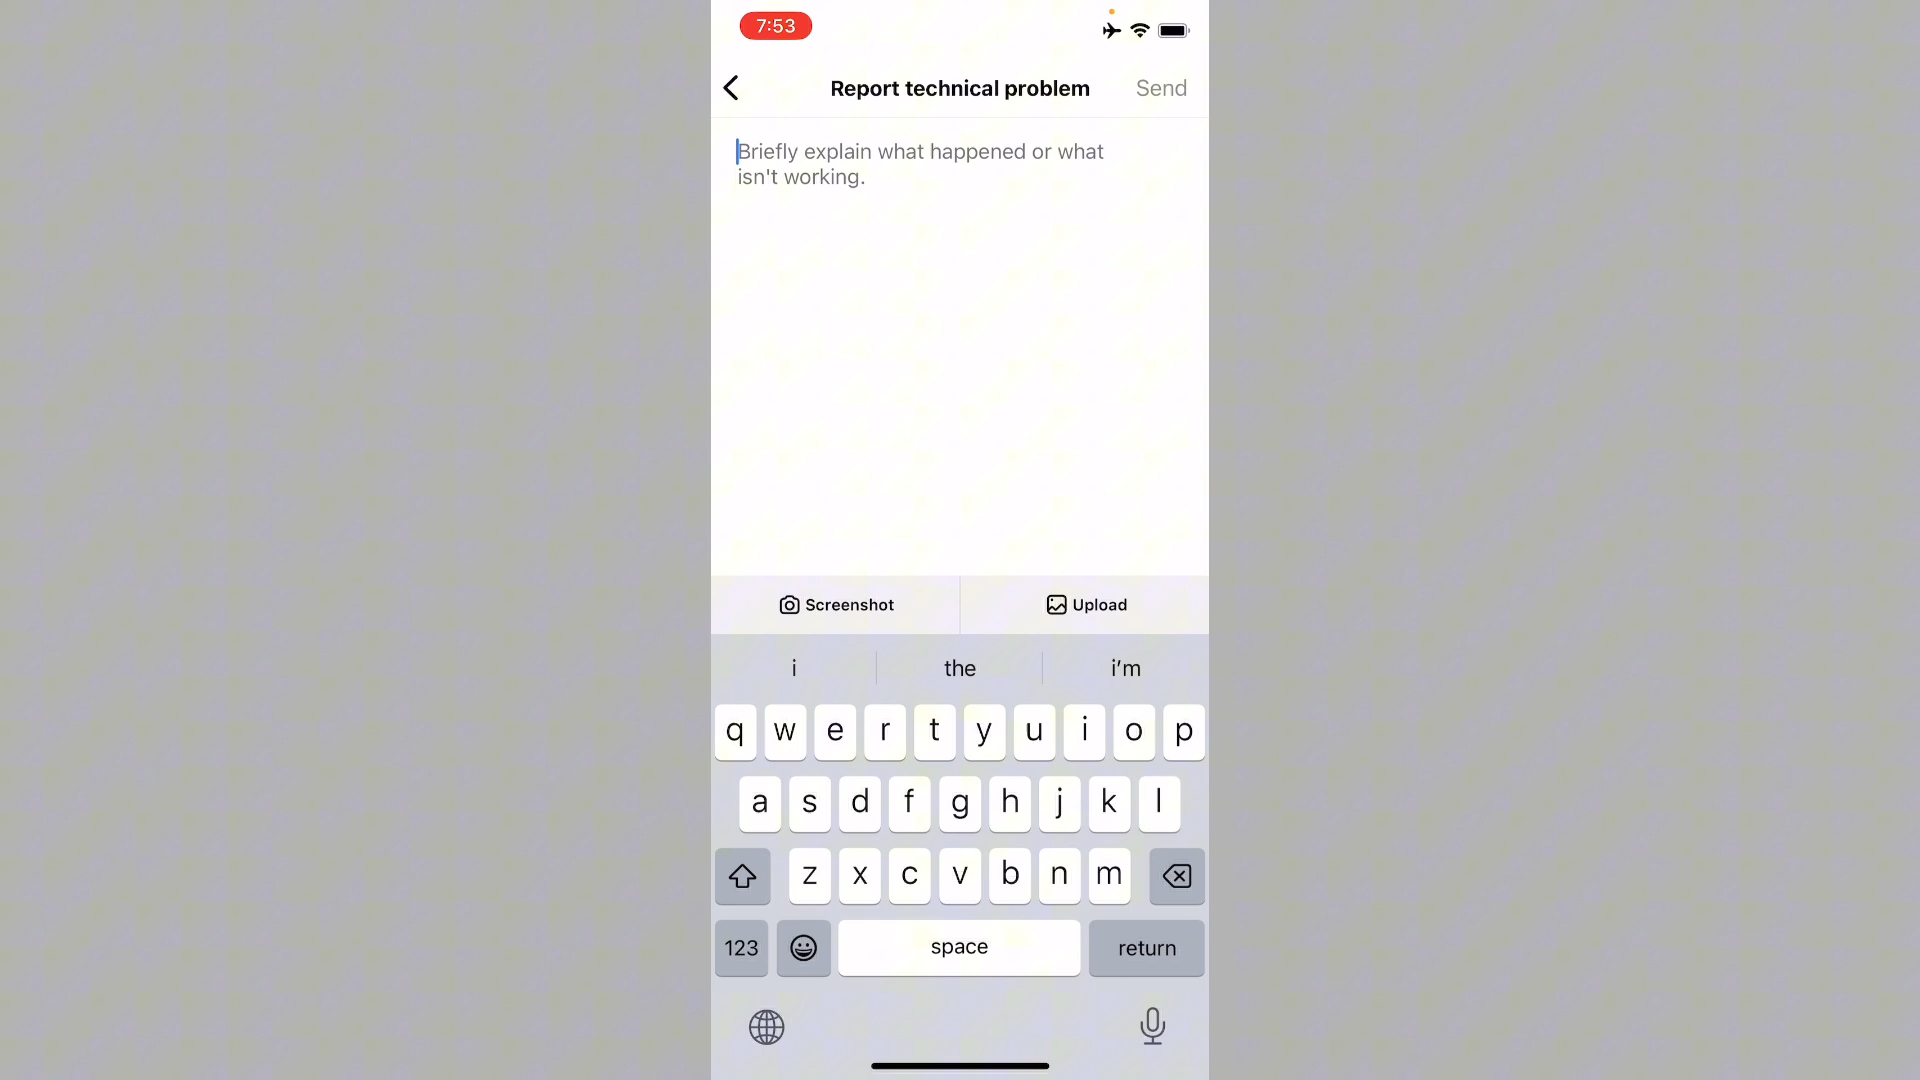 7:53
Report technical problem
Send
Briefly explain what happened or what
isn't working.
Screenshot
Upload
i
the
i'm
q w e r t y u i o p
a s d f g h j k l
z x c v b n m
123
space
return